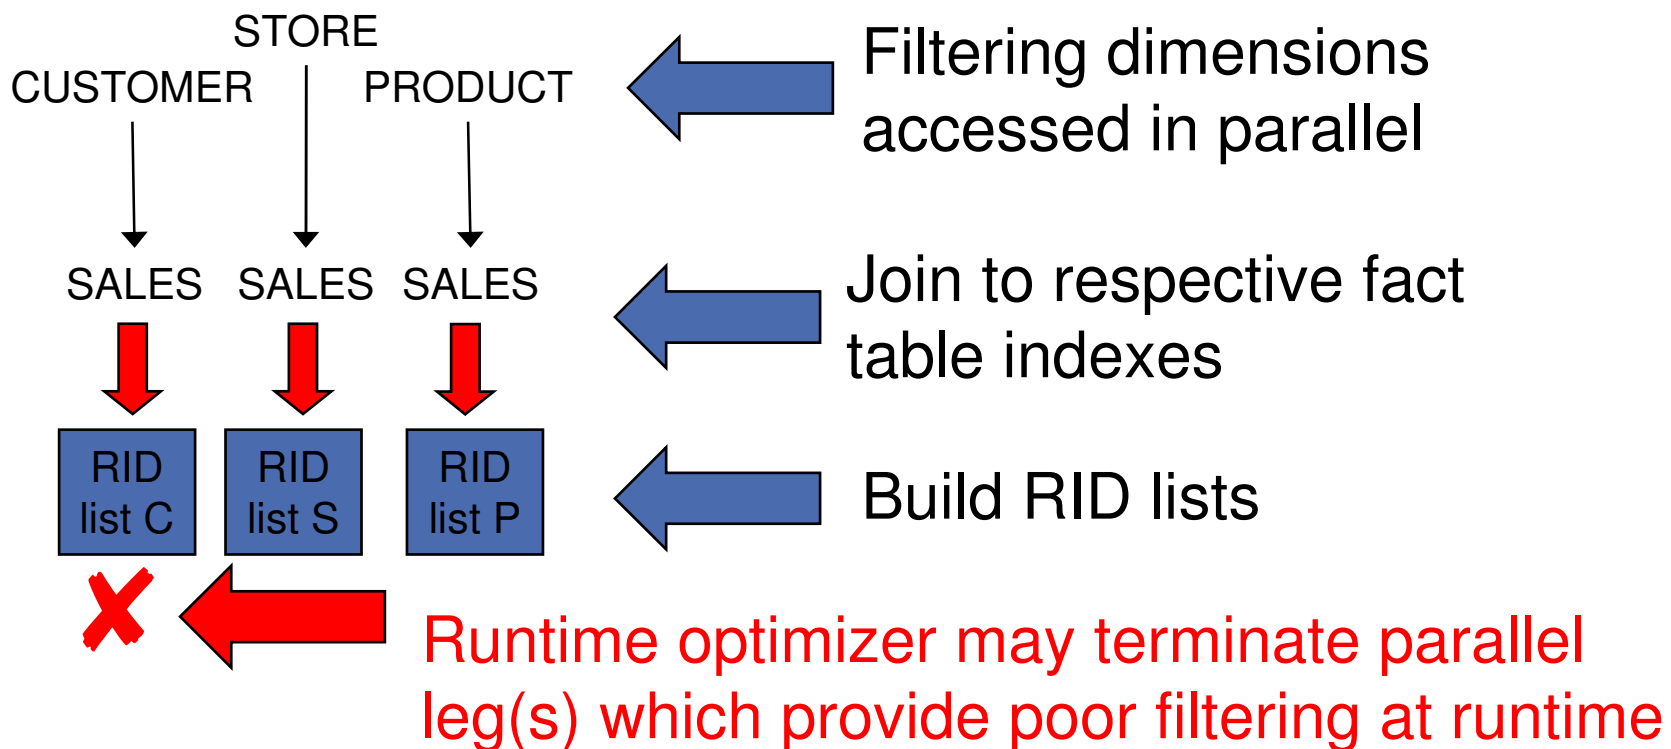 STORE
CUSTOMER
PRODUCT
Filtering dimensions
accessed in parallel
SALES
SALES
SALES
Join to respective fact
table indexes
RID
list C
RID
list S
RID
list P
Build RID lists
Runtime optimizer may terminate parallel
leg(s) which provide poor filtering at runtime